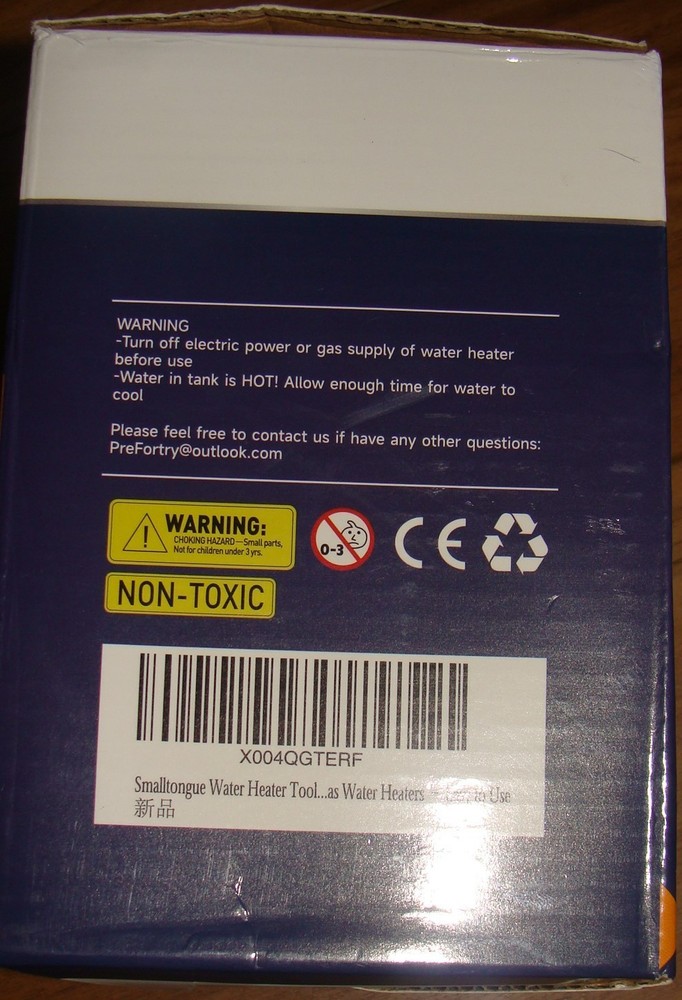 WARNING
-Turn off electric power or gas supply of water heater
before use
-Water in tank is HOT! Allow enough time for water to
cool
Please feel free to contact us if have any other questions:
PreFortry@outlook.com
WARNING:
CHOKING HAZARD—Small parts,
Not for children under 3 yrs.
0-3
CE
NON-TOXIC
X004QGTERF
Smalltongue Water Heater Tool...as Water Heaters to Use
新品